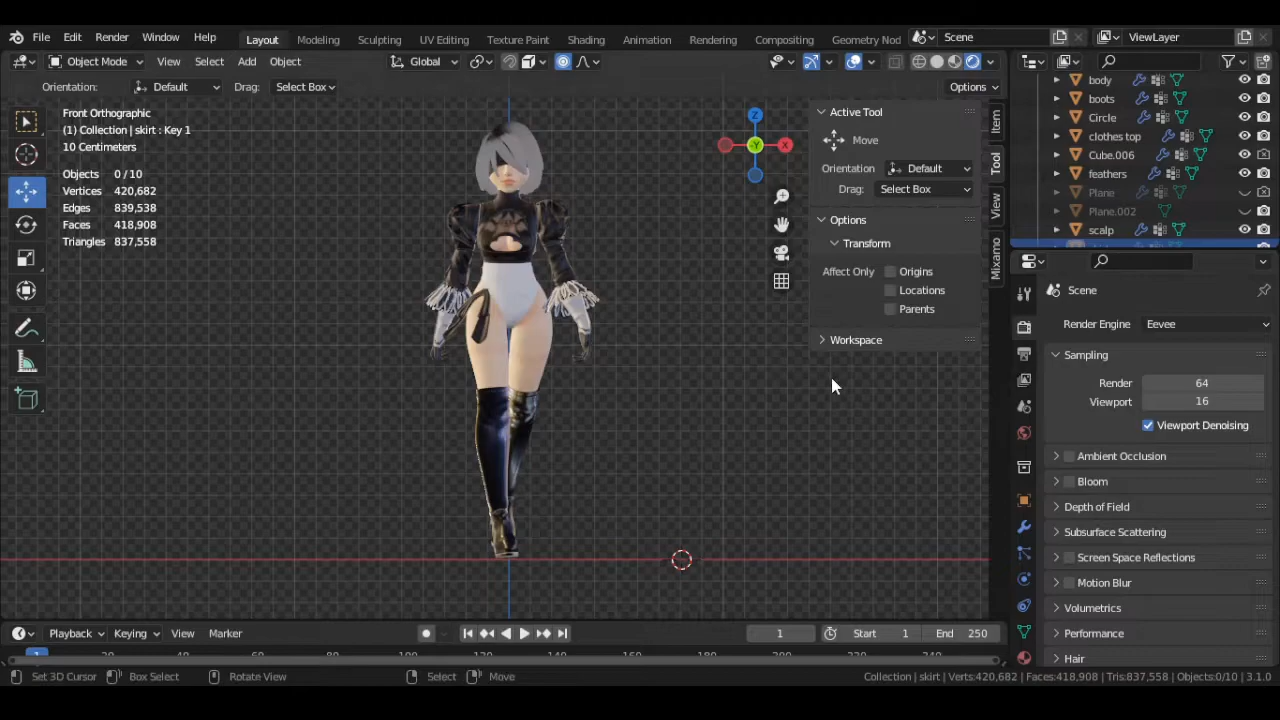 File Edit Render Window Help
Layout Modeling Sculpting UV Editing Texture Paint Shading Animation Rendering Compositing Geometry Nod
Scene
ViewLayer
Object Mode View Select Add Object
Global
Orientation: Default Drag: Select Box
Options
Front Orthographic
(1) Collection | skirt : Key 1
10 Centimeters
Objects 0/10
Vertices 420,682
Edges 839,538
Faces 418,908
Triangles 837,558
Z
X
-Y
Active Tool
Move
Orientation Default
Drag: Select Box
Options
Transform
Affect Only Origins
Locations
Parents
Workspace
Item
Tool
View
Mixamo
body
boots
Circle
clothes top
Cube.006
feathers
Plane
Plane.002
scalp
Scene
Render Engine Eevee
Sampling
Render 64
Viewport 16
Viewport Denoising
Ambient Occlusion
Bloom
Depth of Field
Subsurface Scattering
Screen Space Reflections
Motion Blur
Volumetrics
Performance
Hair
Playback Keying View Marker
1 Start 1 End 250
1
Set 3D Cursor Box Select Rotate View Select Move
Collection | skirt | Verts:420,682 | Faces:418,908 | Tris:837,558 | Objects:0/10 | 3.1.0